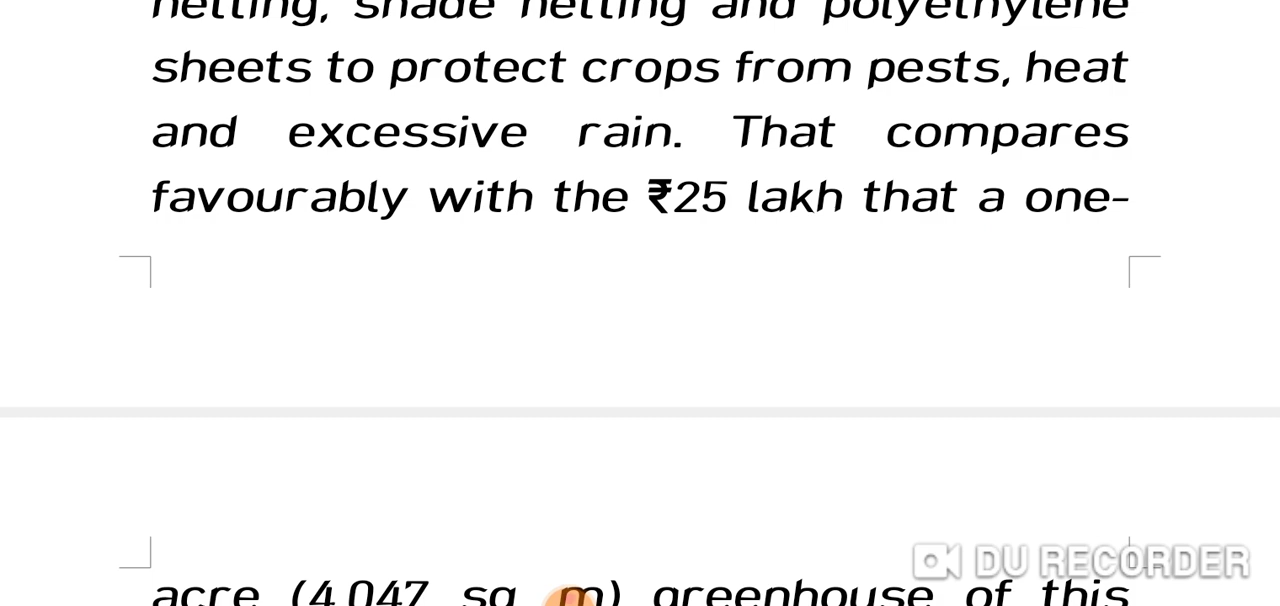 netting, shade netting and polyethylene
sheets to protect crops from pests, heat
and excessive rain. That compares
favourably with the ₹25 lakh that a one-
DU RECORDER
acre (4,047 sq m) greenhouse of this